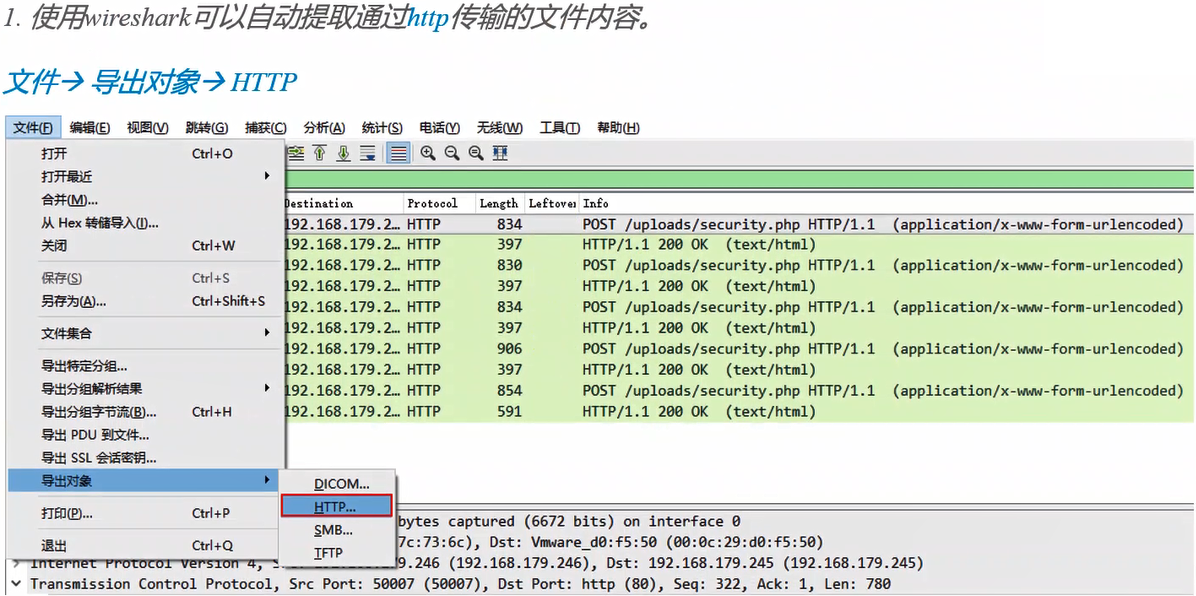 1. 使用wireshark可以自动提取通过http传输的文件内容。
文件→ 导出对象→ HTTP
文件(F) 编辑(E) 视图(V) 跳转(G) 捕获(C) 分析(A) 统计(S) 电话(Y) 无线(W) 工具(T) 帮助(H)
打开 Ctrl+O
打开最近
合并(M)...
从 Hex 转储导入(I)...
关闭 Ctrl+W
保存(S) Ctrl+S
另存为(A)... Ctrl+Shift+S
文件集合
导出特定分组...
导出分组解析结果
导出分组字节流(B)... Ctrl+H
导出 PDU 到文件...
导出 SSL 会话密钥...
导出对象
打印(P)... Ctrl+P
退出 Ctrl+Q
DICOM...
HTTP...
SMB...
TFTP
Destination Protocol Length Leftover Info
192.168.179.2… HTTP 834 POST /uploads/security.php HTTP/1.1 (application/x-www-form-urlencoded)
192.168.179.2… HTTP 397 HTTP/1.1 200 OK (text/html)
192.168.179.2… HTTP 830 POST /uploads/security.php HTTP/1.1 (application/x-www-form-urlencoded)
192.168.179.2… HTTP 397 HTTP/1.1 200 OK (text/html)
192.168.179.2… HTTP 834 POST /uploads/security.php HTTP/1.1 (application/x-www-form-urlencoded)
192.168.179.2… HTTP 397 HTTP/1.1 200 OK (text/html)
192.168.179.2… HTTP 906 POST /uploads/security.php HTTP/1.1 (application/x-www-form-urlencoded)
192.168.179.2… HTTP 397 HTTP/1.1 200 OK (text/html)
192.168.179.2… HTTP 854 POST /uploads/security.php HTTP/1.1 (application/x-www-form-urlencoded)
192.168.179.2… HTTP 591 HTTP/1.1 200 OK (text/html)
bytes captured (6672 bits) on interface 0
7c:73:6c), Dst: Vmware_d0:f5:50 (00:0c:29:d0:f5:50)
Internet Protocol Version 4, .79.246 (192.168.179.246), Dst: 192.168.179.245 (192.168.179.245)
Transmission Control Protocol, Src Port: 50007 (50007), Dst Port: http (80), Seq: 322, Ack: 1, Len: 780